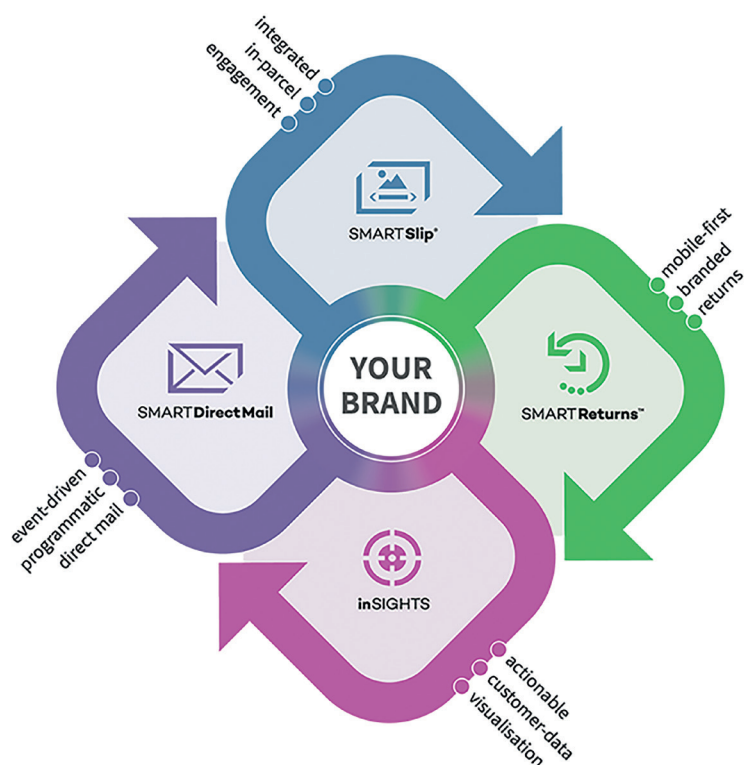 integrated
in-parcel
engagement
SMARTSlip®
mobile-first
branded
returns
SMARTReturns™
YOUR
BRAND
SMARTDirectMail
event-driven
programmatic
direct mail
inSIGHTS
actionable
customer-data
visualisation